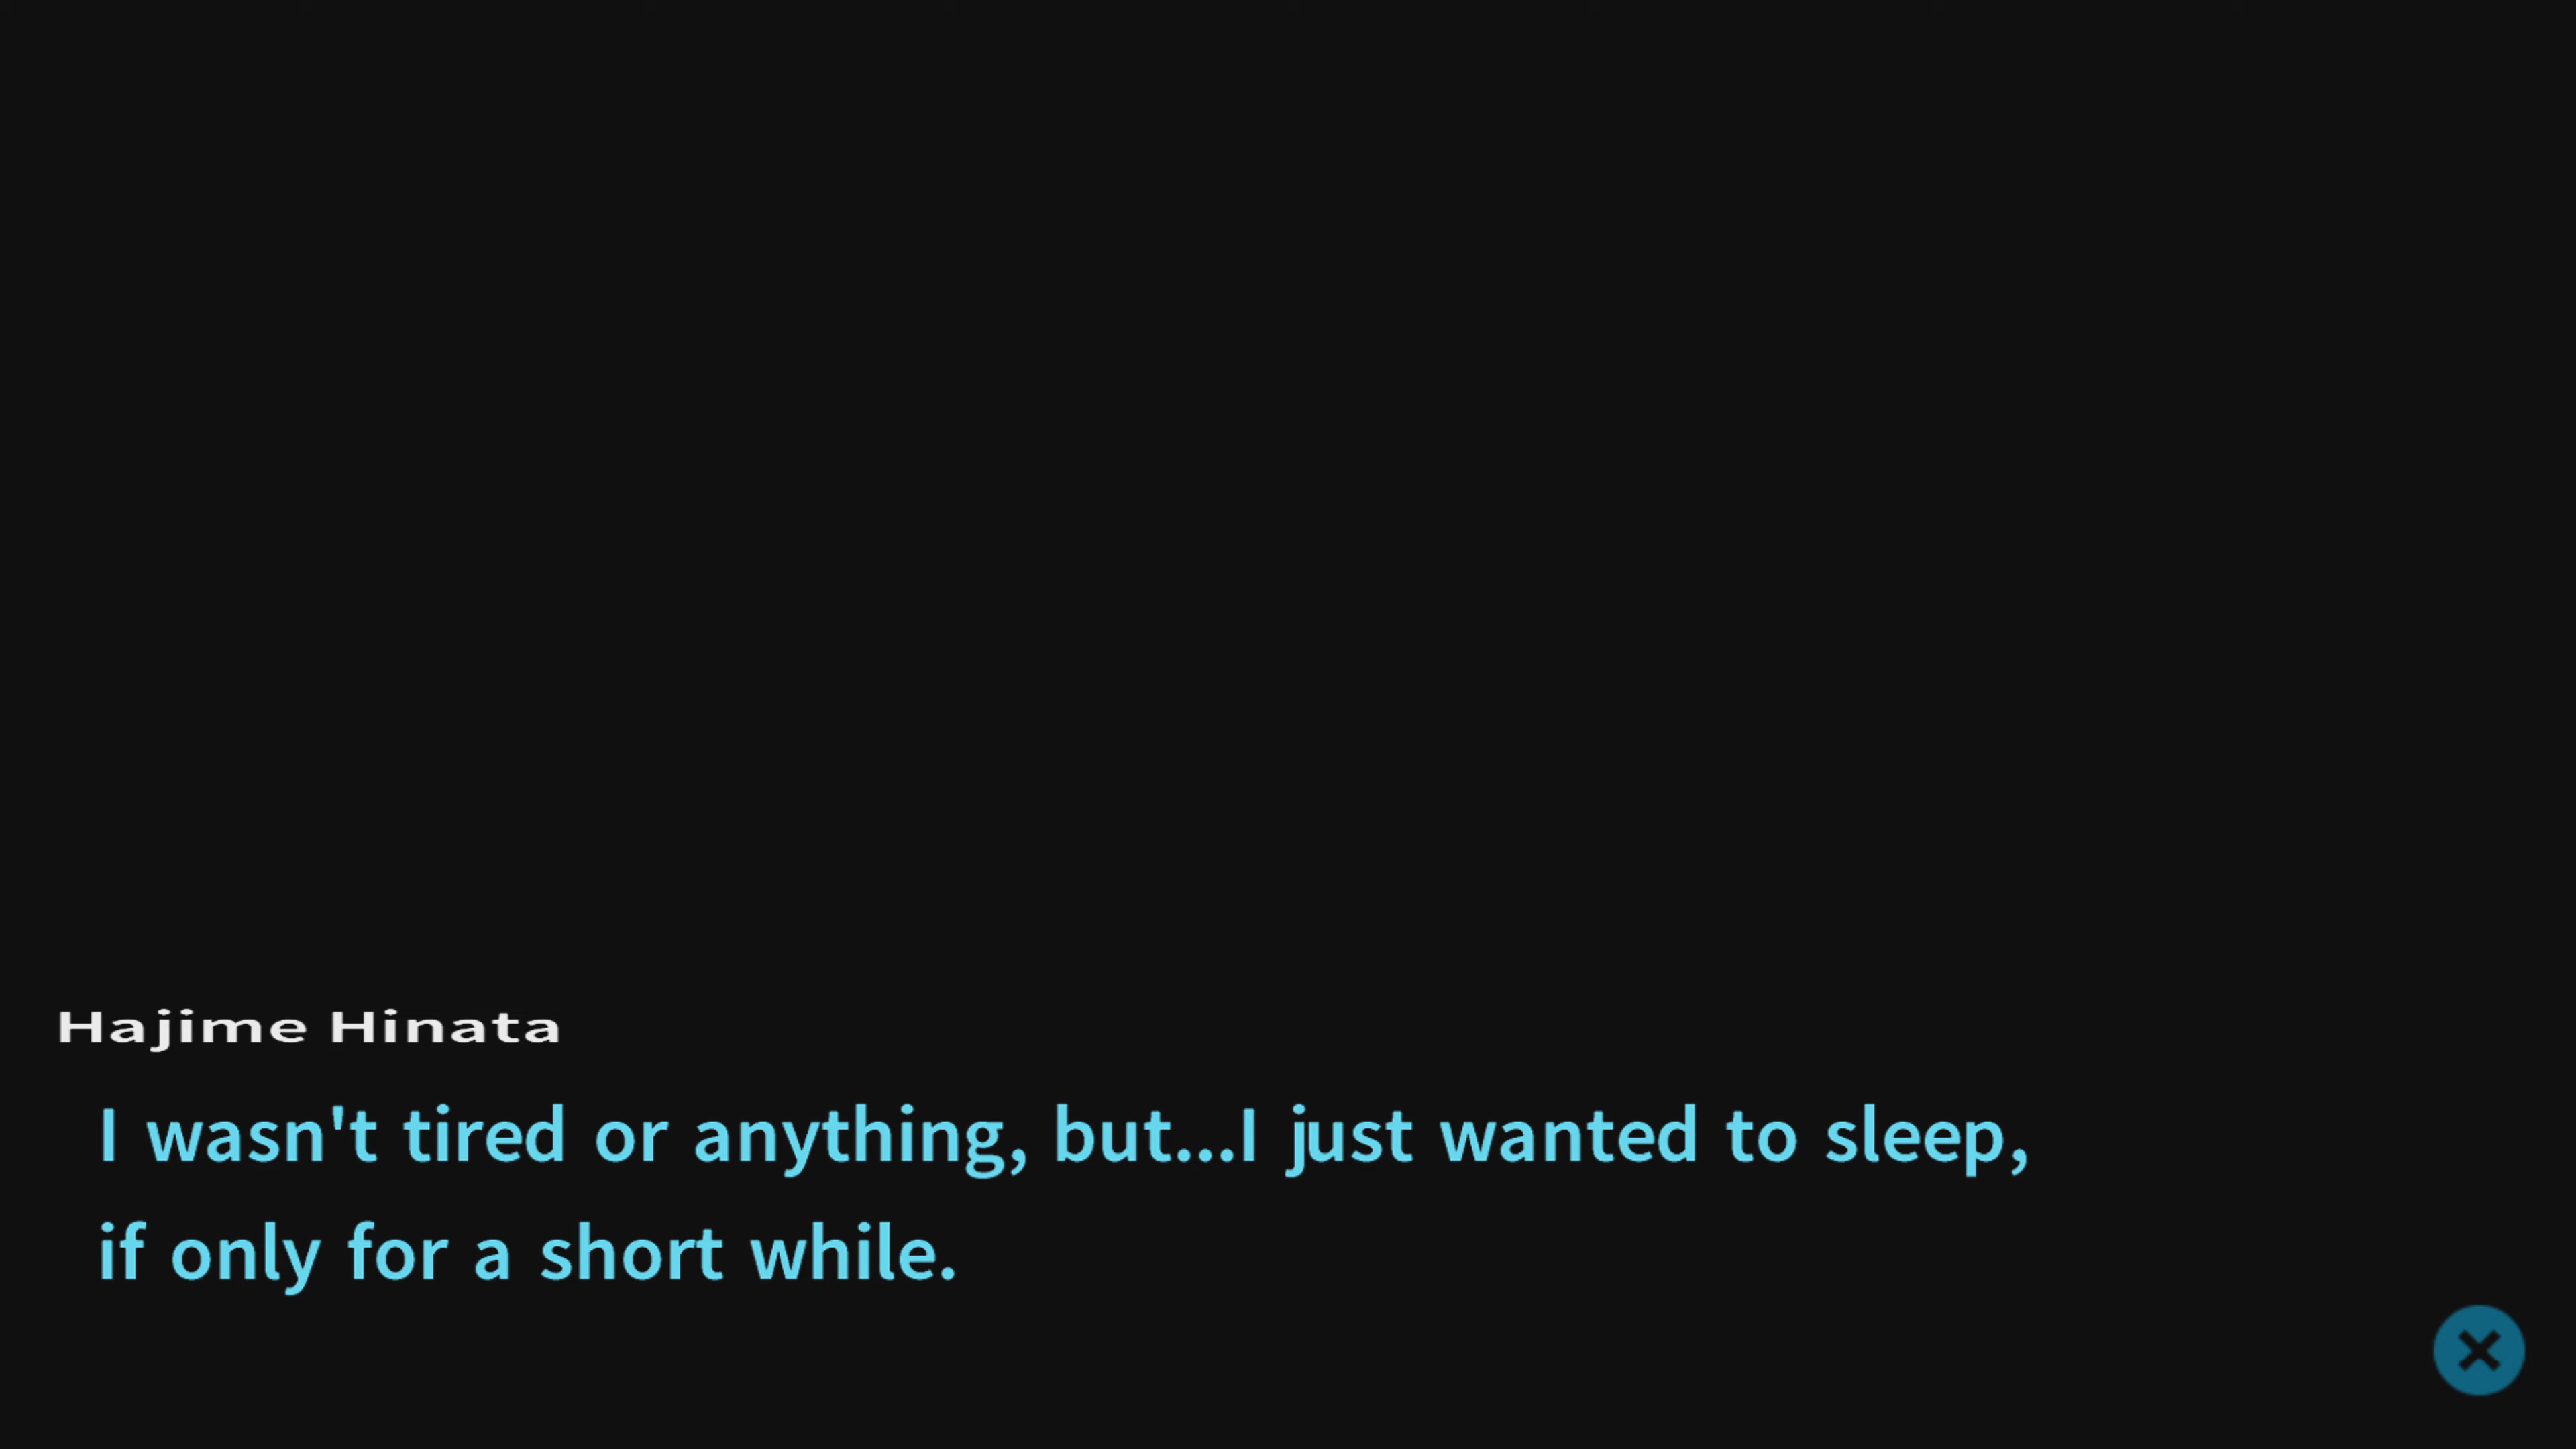 Hajime Hinata
I wasn't tired or anything, but...I just wanted to sleep,
if only for a short while.